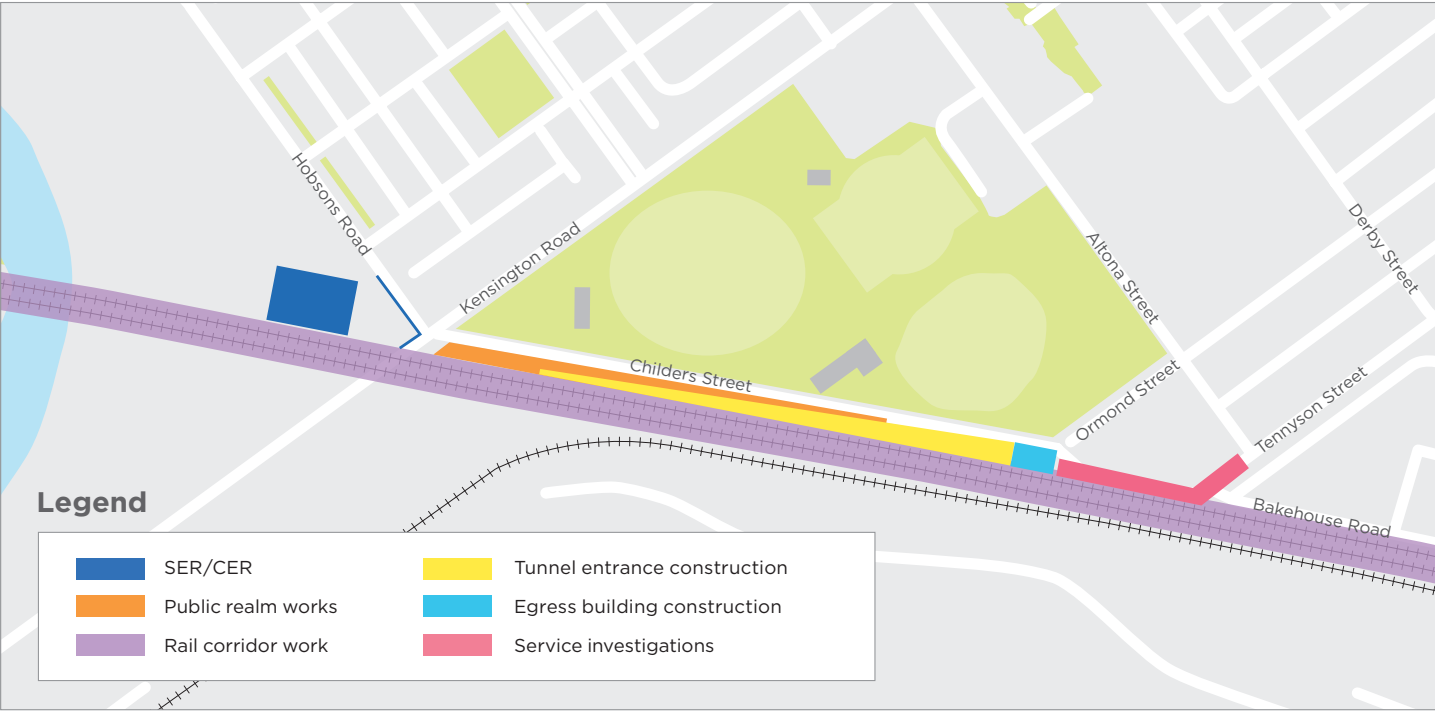 Hobsons Road
Kensington Road
Childers Street
Altona Street
Derby Street
Ormond Street
Tennyson Street
Bakehouse Road
Legend
SER/CER
Public realm works
Rail corridor work
Tunnel entrance construction
Egress building construction
Service investigations